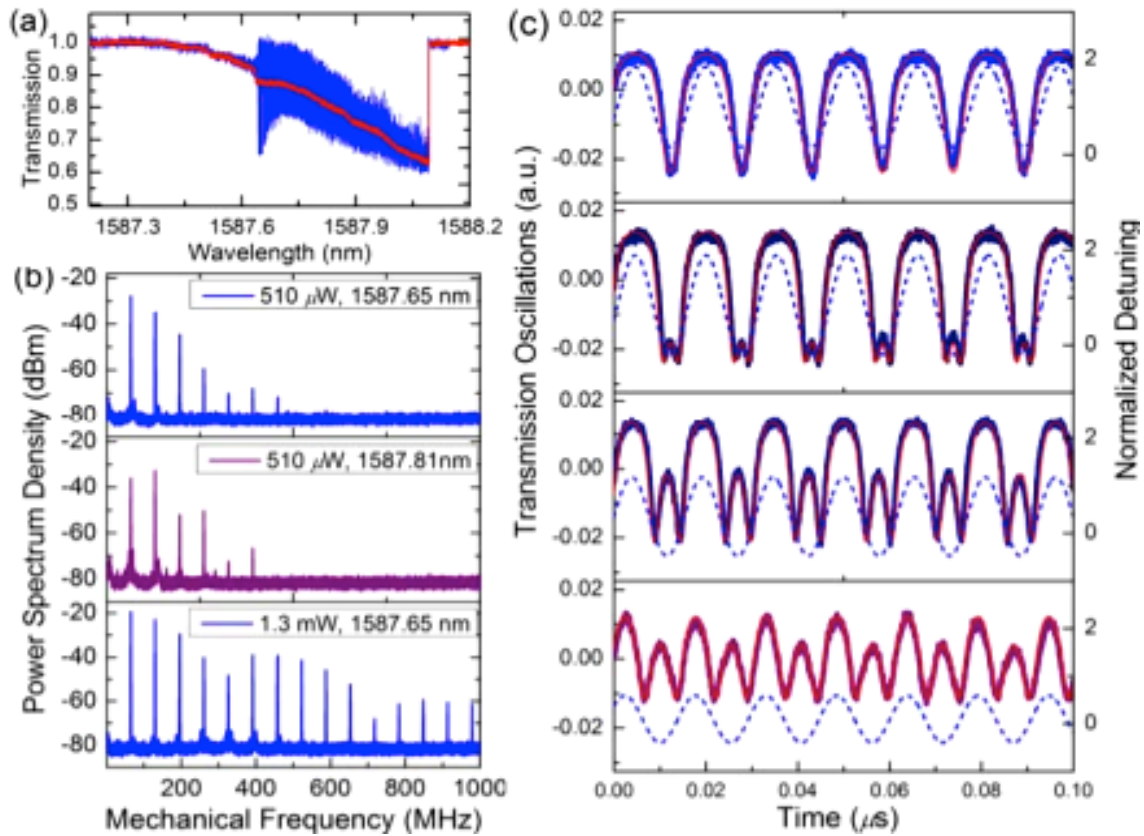 (a)
Transmission
1.0
0.9
0.8
0.7
0.6
0.5
1587.3 1587.6 1587.9 1588.2
Wavelength (nm)
(b)
Power Spectrum Density (dBm)
-20
-40
-60
-80
510 μW, 1587.65 nm
-20
-40
-60
-80
510 μW, 1587.81nm
-20
-40
-60
-80
1.3 mW, 1587.65 nm
200 400 600 800 1000
Mechanical Frequency (MHz)
(c)
Transmission Oscillations (a.u.)
0.02
0.00
-0.02
2
0
0.02
0.00
-0.02
2
0
0.02
0.00
-0.02
2
0
0.02
0.00
-0.02
2
0
Normalized Detuning
0.00 0.02 0.04 0.06 0.08 0.10
Time (μs)